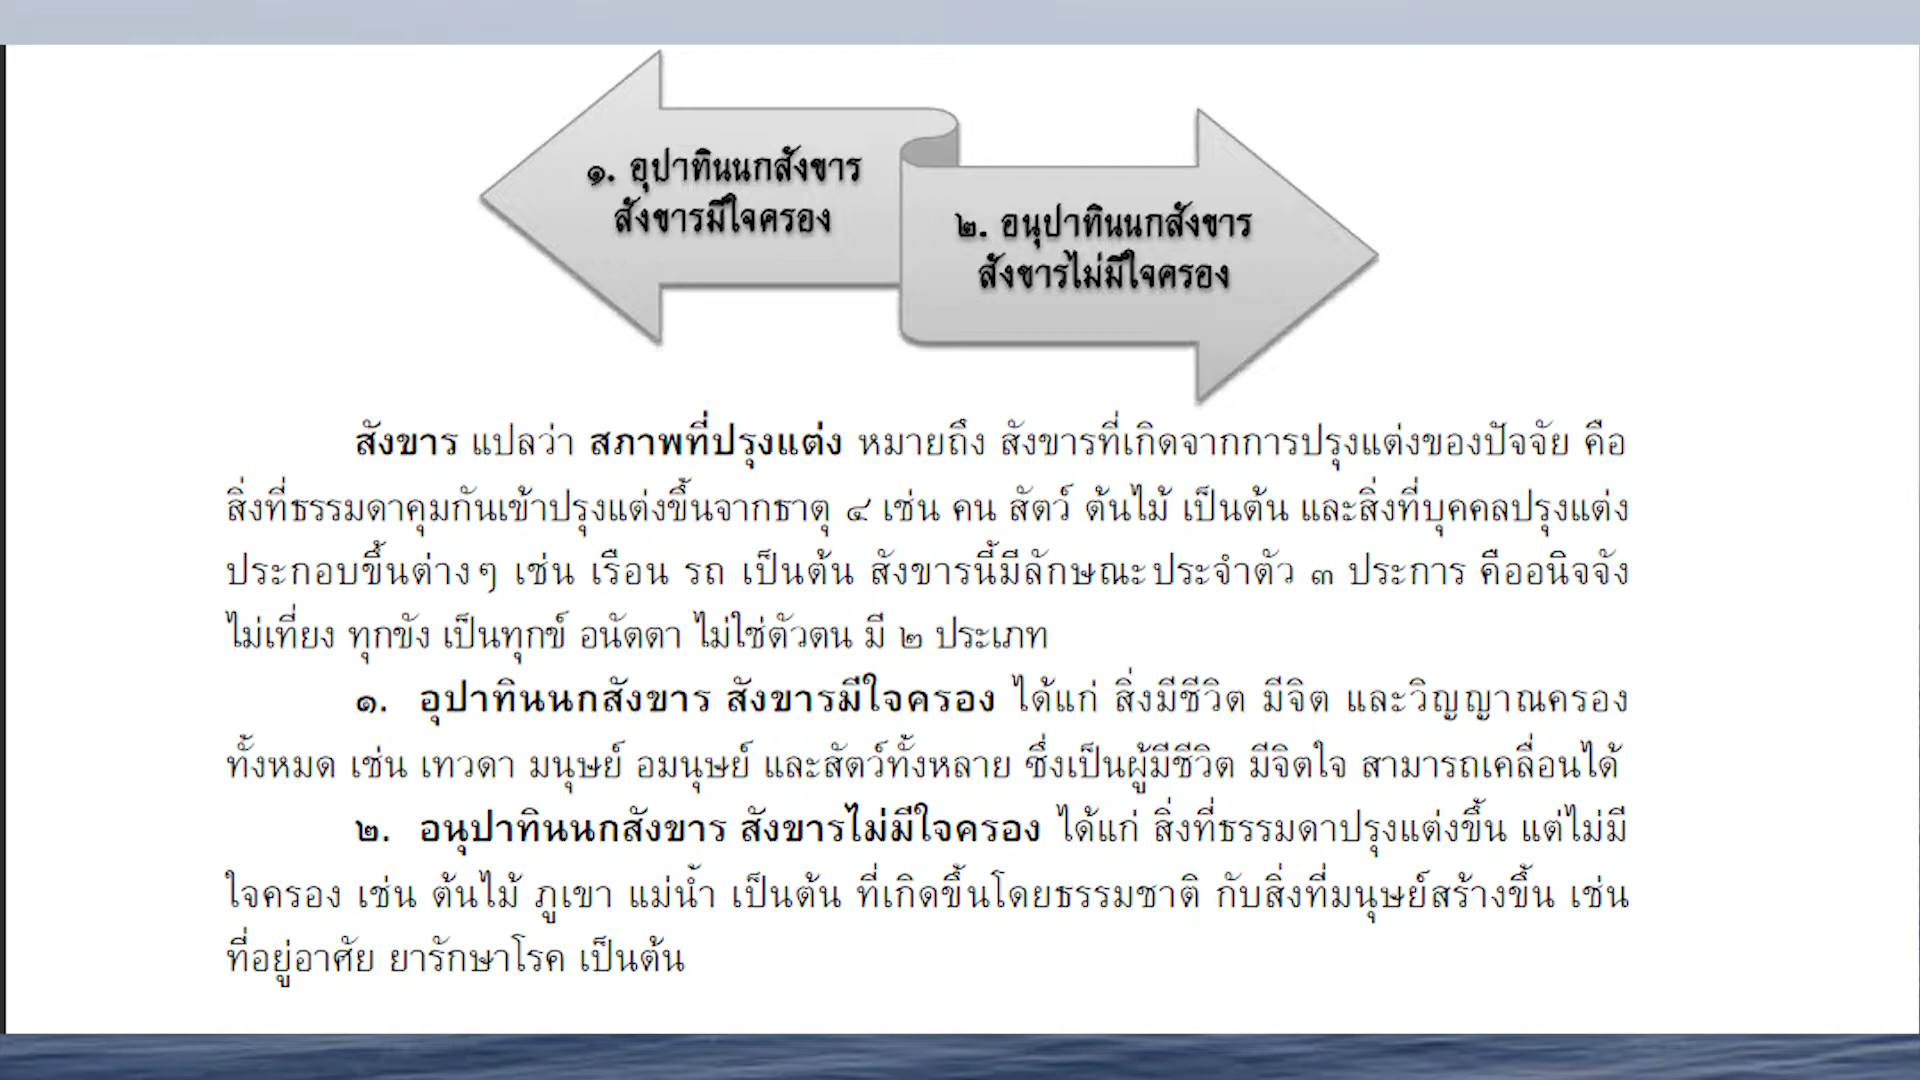 ๑. อุปาทินนกสังขาร
สังขารมีใจครอง
๒. อนุปาทินนกสังขาร
สังขารไม่มีใจครอง
สังขาร แปลว่า สภาพที่ปรุงแต่ง หมายถึง สังขารที่เกิดจากการปรุงแต่งของปัจจัย คือ
สิ่งที่ธรรมดาคุมกันเข้าปรุงแต่งขึ้นจากธาตุ ๔ เช่น คน สัตว์ ต้นไม้ เป็นต้น และสิ่งที่บุคคลปรุงแต่ง
ประกอบขึ้นต่างๆ เช่น เรือน รถ เป็นต้น สังขารนี้มีลักษณะประจำตัว ๓ ประการ คืออนิจจัง
ไม่เที่ยง ทุกขัง เป็นทุกข์ อนัตตา ไม่ใช่ตัวตน มี ๒ ประเภท
๑. อุปาทินนกสังขาร สังขารมีใจครอง ได้แก่ สิ่งมีชีวิต มีจิต และวิญญาณครอง
ทั้งหมด เช่น เทวดา มนุษย์ อมนุษย์ และสัตว์ทั้งหลาย ซึ่งเป็นผู้มีชีวิต มีจิตใจ สามารถเคลื่อนได้
๒. อนุปาทินนกสังขาร สังขารไม่มีใจครอง ได้แก่ สิ่งที่ธรรมดาปรุงแต่งขึ้น แต่ไม่มี
ใจครอง เช่น ต้นไม้ ภูเขา แม่น้ำ เป็นต้น ที่เกิดขึ้นโดยธรรมชาติ กับสิ่งที่มนุษย์สร้างขึ้น เช่น
ที่อยู่อาศัย ยารักษาโรค เป็นต้น